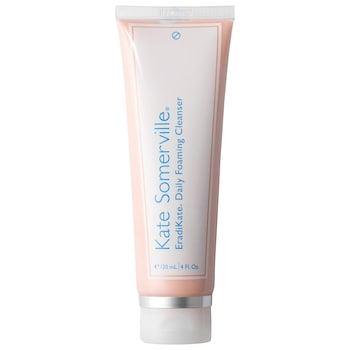 Kate Somerville®
EradiKate® Daily Foaming Cleanser
℮ 120 mL | 4 Fl. Oz